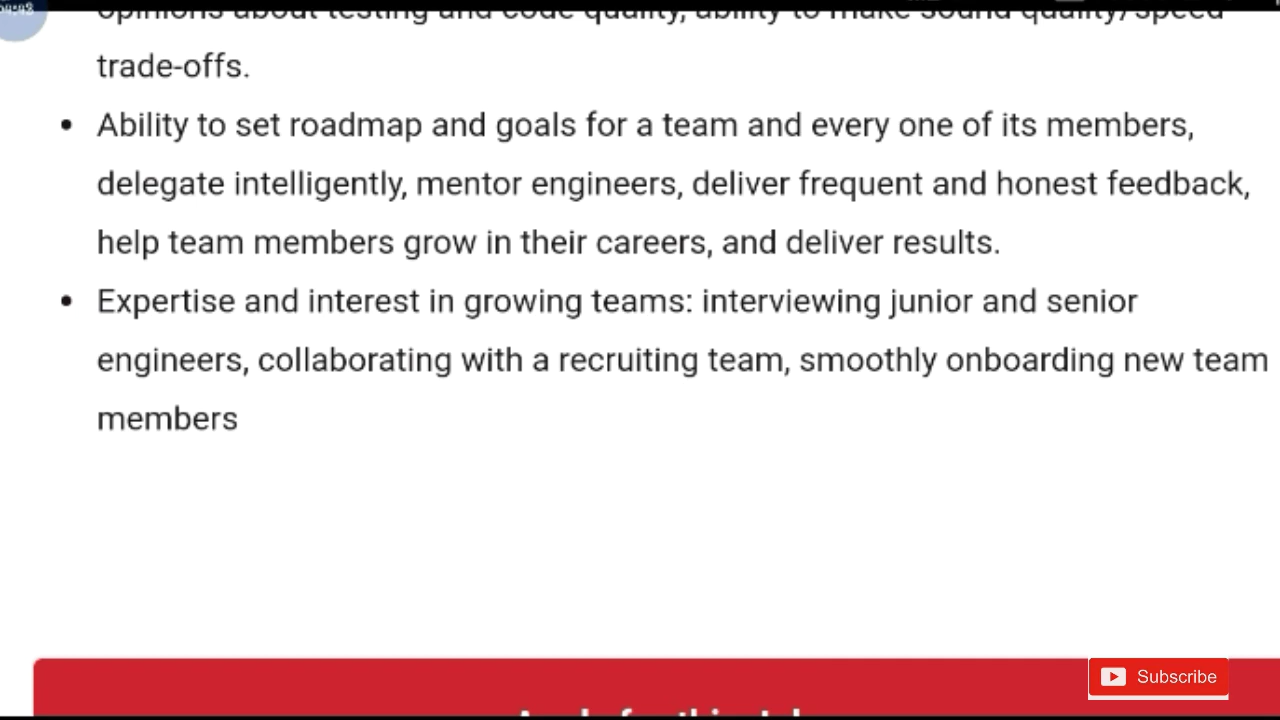 opinions about testing and code quality, ability to make sound quality/speed
trade-offs.
Ability to set roadmap and goals for a team and every one of its members,
delegate intelligently, mentor engineers, deliver frequent and honest feedback,
help team members grow in their careers, and deliver results.
Expertise and interest in growing teams: interviewing junior and senior
engineers, collaborating with a recruiting team, smoothly onboarding new team
members
Subscribe